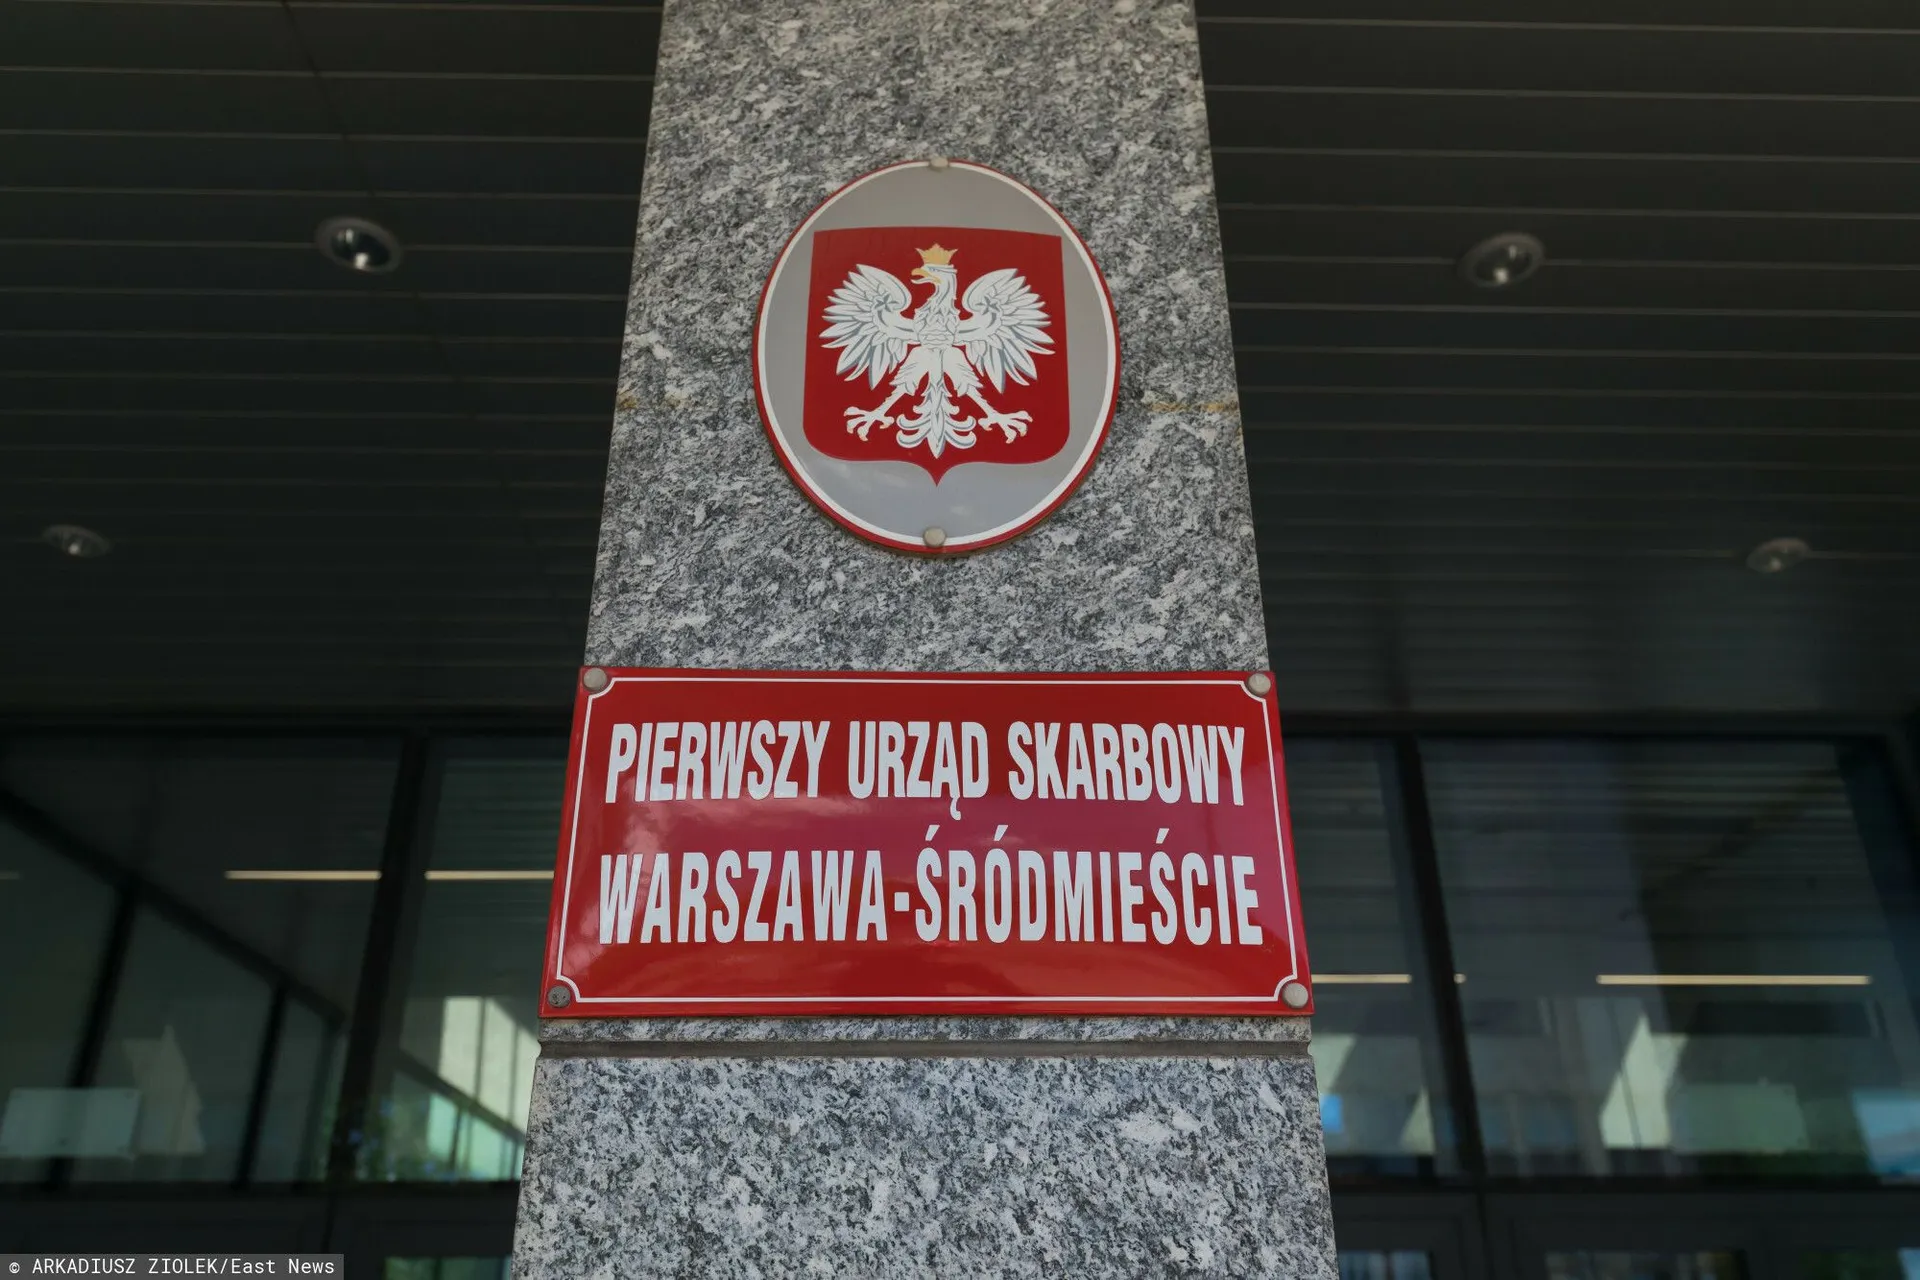 PIERWSZY URZĄD SKARBOWY
WARSZAWA-ŚRÓDMIEŚCIE
© ARKADIUSZ ZIOLEK/East News